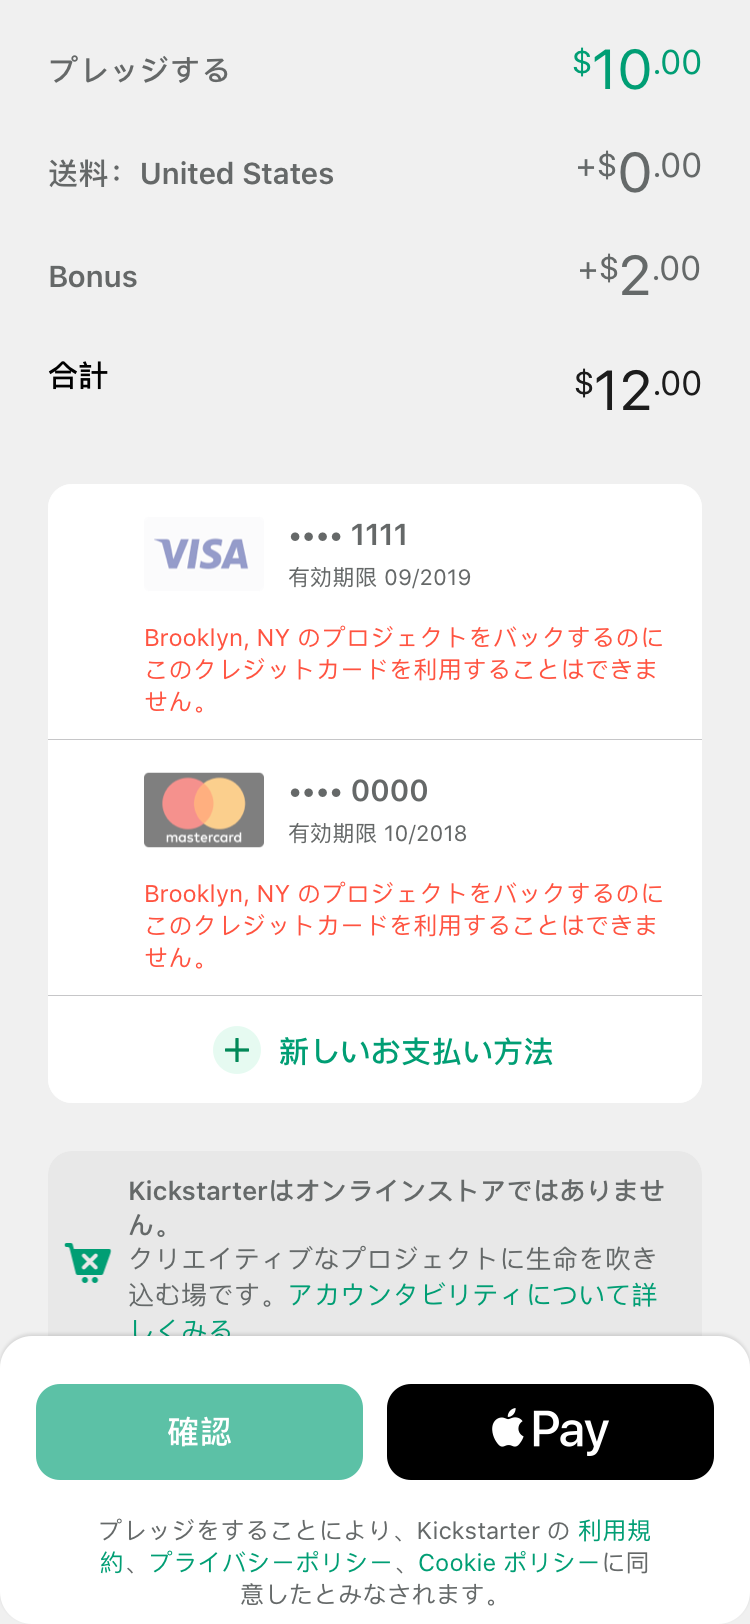 プレッジする $10.00
送料： United States +$0.00
Bonus +$2.00
合計 $12.00
VISA •••• 1111
有効期限 09/2019
Brooklyn, NY のプロジェクトをバックするのに
このクレジットカードを利用することはできま
せん。
mastercard •••• 0000
有効期限 10/2018
Brooklyn, NY のプロジェクトをバックするのに
このクレジットカードを利用することはできま
せん。
+ 新しいお支払い方法
Kickstarterはオンラインストアではありませ
ん。
クリエイティブなプロジェクトに生命を吹き
込む場です。アカウンタビリティについて詳
しくみる
確認 Pay
プレッジをすることにより、Kickstarter の 利用規
約、プライバシーポリシー、Cookie ポリシーに同
意したとみなされます。